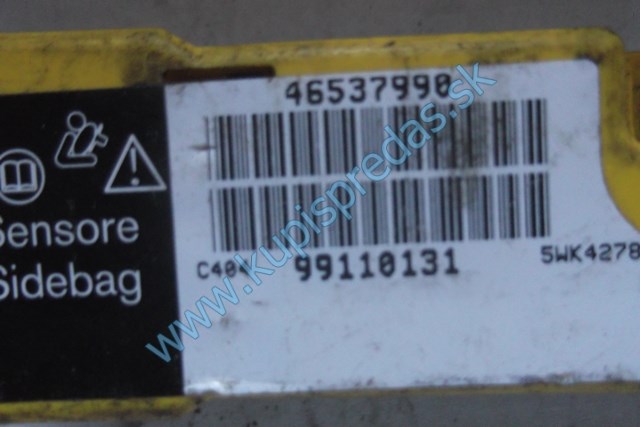 46537990
Sensore
Sidebag
C404
99110131
5WK4278
www.kupispredas.sk